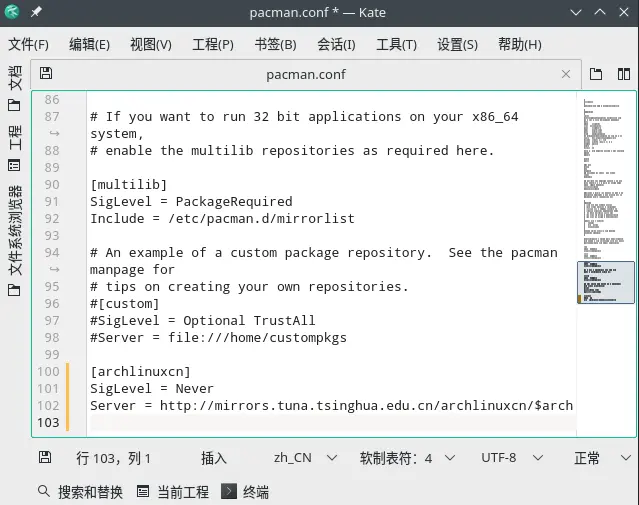 pacman.conf * — Kate
文件(F) 编辑(E) 视图(V) 工程(P) 书签(B) 会话(I) 工具(T) 设置(S) 帮助(H)
pacman.conf
文档
工程
文件系统浏览器
86
87 # If you want to run 32 bit applications on your x86_64
system,
88 # enable the multilib repositories as required here.
89
90 [multilib]
91 SigLevel = PackageRequired
92 Include = /etc/pacman.d/mirrorlist
93
94 # An example of a custom package repository.  See the pacman
manpage for
95 # tips on creating your own repositories.
96 #[custom]
97 #SigLevel = Optional TrustAll
98 #Server = file:///home/custompkgs
99
100 [archlinuxcn]
101 SigLevel = Never
102 Server = http://mirrors.tuna.tsinghua.edu.cn/archlinuxcn/$arch
103
行 103，列 1 插入 zh_CN 软制表符：4 UTF-8 正常
搜索和替换 当前工程 终端